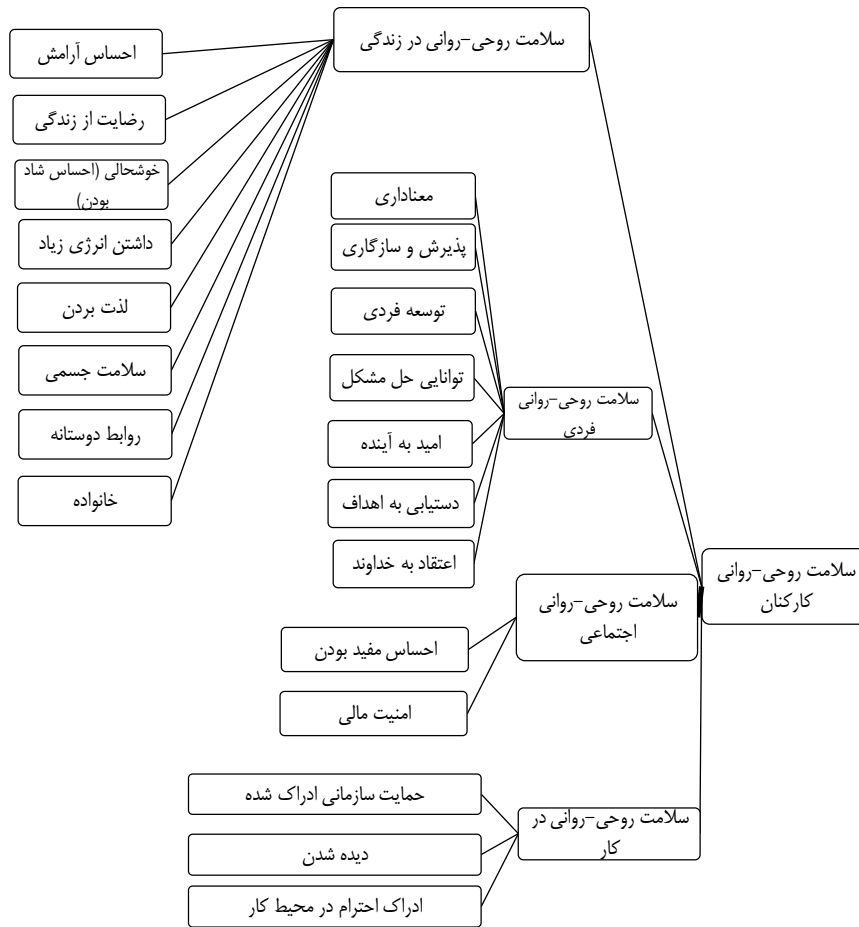 سلامت روحی-روانی در زندگی
احساس آرامش
رضایت از زندگی
خوشحالی (احساس شاد
بودن)
داشتن انرژی زیاد
لذت بردن
سلامت جسمی
روابط دوستانه
خانواده
معناداری
پذیرش و سازگاری
توسعه فردی
توانایی حل مشکل
امید به آینده
دستیابی به اهداف
اعتقاد به خداوند
سلامت روحی-روانی
فردی
سلامت روحی-روانی
کارکنان
سلامت روحی-روانی
اجتماعی
احساس مفید بودن
امنیت مالی
سلامت روحی-روانی در
کار
حمایت سازمانی ادراک شده
دیده شدن
ادراک احترام در محیط کار